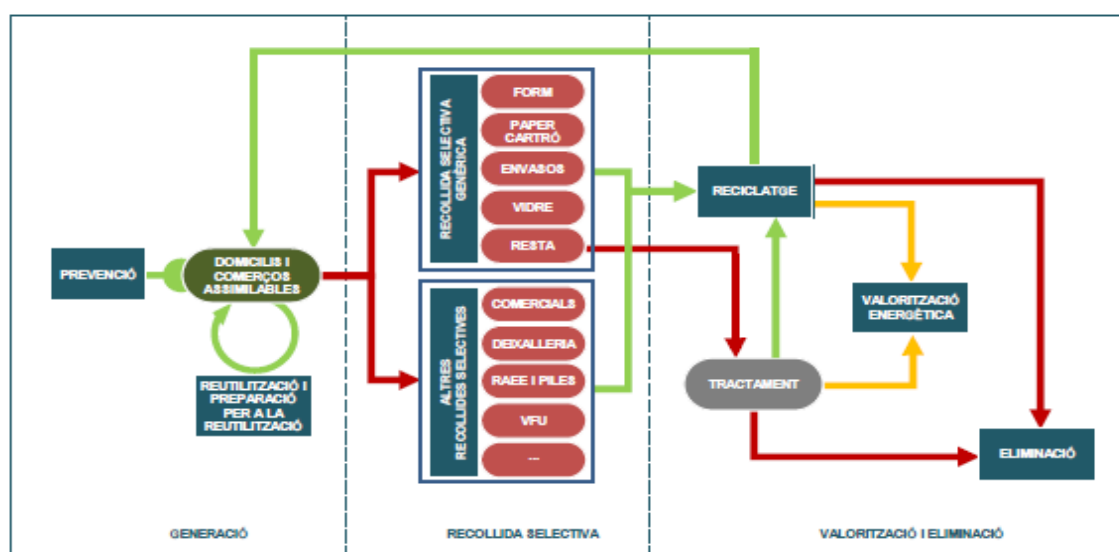 PREVENCIÓ
DOMICILIS I
COMERÇOS
ASSIMILABLES
REUTILITZACIÓ I
PREPARACIÓ
PER A LA
REUTILITZACIÓ
GENERACIÓ
RECOLLIDA SELECTIVA
GENÈRICA
FORM
PAPER
CARTRÓ
ENVASOS
VIDRE
RESTA
ALTRES
RECOLLIDES SELECTIVES
COMERCIALS
DEIXALLERIA
RAEE I PILES
VFU
...
RECOLLIDA SELECTIVA
RECICLATGE
VALORITZACIÓ
ENERGÈTICA
TRACTAMENT
ELIMINACIÓ
VALORITZACIÓ I ELIMINACIÓ